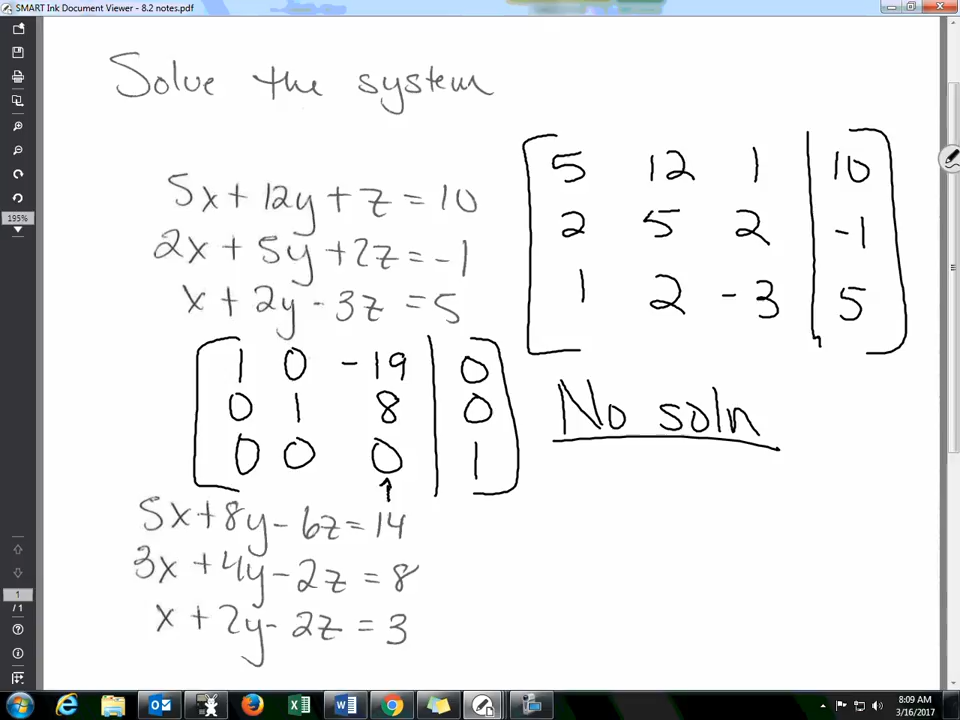 SMART Ink Document Viewer - 8.2 notes.pdf
Solve the system
5x + 12y + z = 10
2x + 5y + 2z = -1
x + 2y - 3z = 5
5 12 1 10
2 5 2 -1
1 2 -3 5
1 0 -19 0
0 1 8 0
0 0 0 1
No soln
5x + 8y - 6z = 14
3x + 4y - 2z = 8
x + 2y - 2z = 3
195%
1
/ 1
8:09 AM
3/16/2017